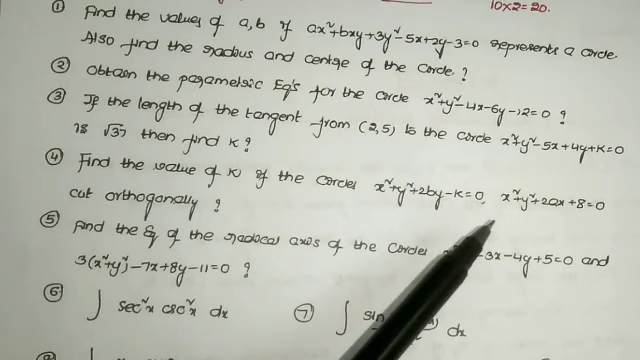 10×2=20.
① Find the values of a,b if ax²+bxy+3y²-5x+2y-3=0 represents a circle.
Also find the radius and centre of the circle ?
② Obtain the parametric Eq's for the circle x²+y²-4x-6y-12=0 ?
③ If the length of the tangent from (2,5) to the circle x²+y²-5x+4y+k=0
is √37 then find k ?
④ Find the value of k if the circles x²+y²+2by-k=0, x²+y²+2ax+8=0
cut orthogonally ?
⑤ Find the Eq of the radical axis of the circles -3x-4y+5=0 and
3(x²+y²)-7x+8y-11=0 ?
⑥ ∫ sec²x csc²x dx ⑦ ∫ dx